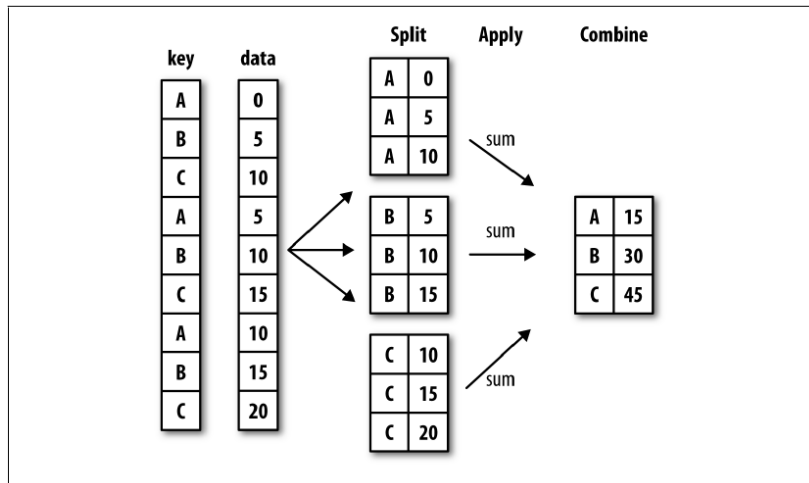 Split Apply Combine
key data
A 0
B 5
C 10
A 5
B 10
C 15
A 10
B 15
C 20
A 0
A 5
A 10
B 5
B 10
B 15
C 10
C 15
C 20
sum
sum
sum
A 15
B 30
C 45